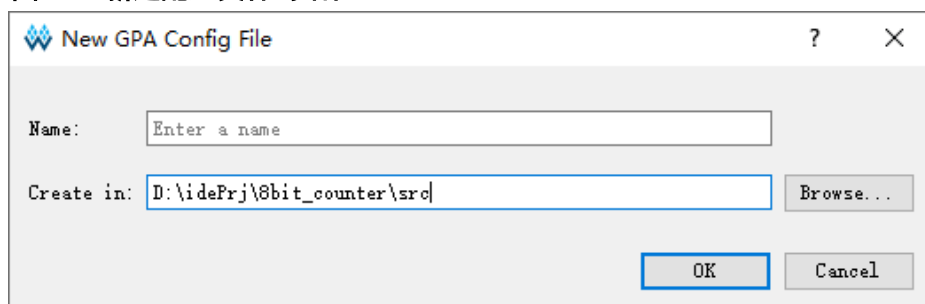 New GPA Config File
Name: Enter a name
Create in: D:\idePrj\8bit_counter\src Browse...
OK Cancel